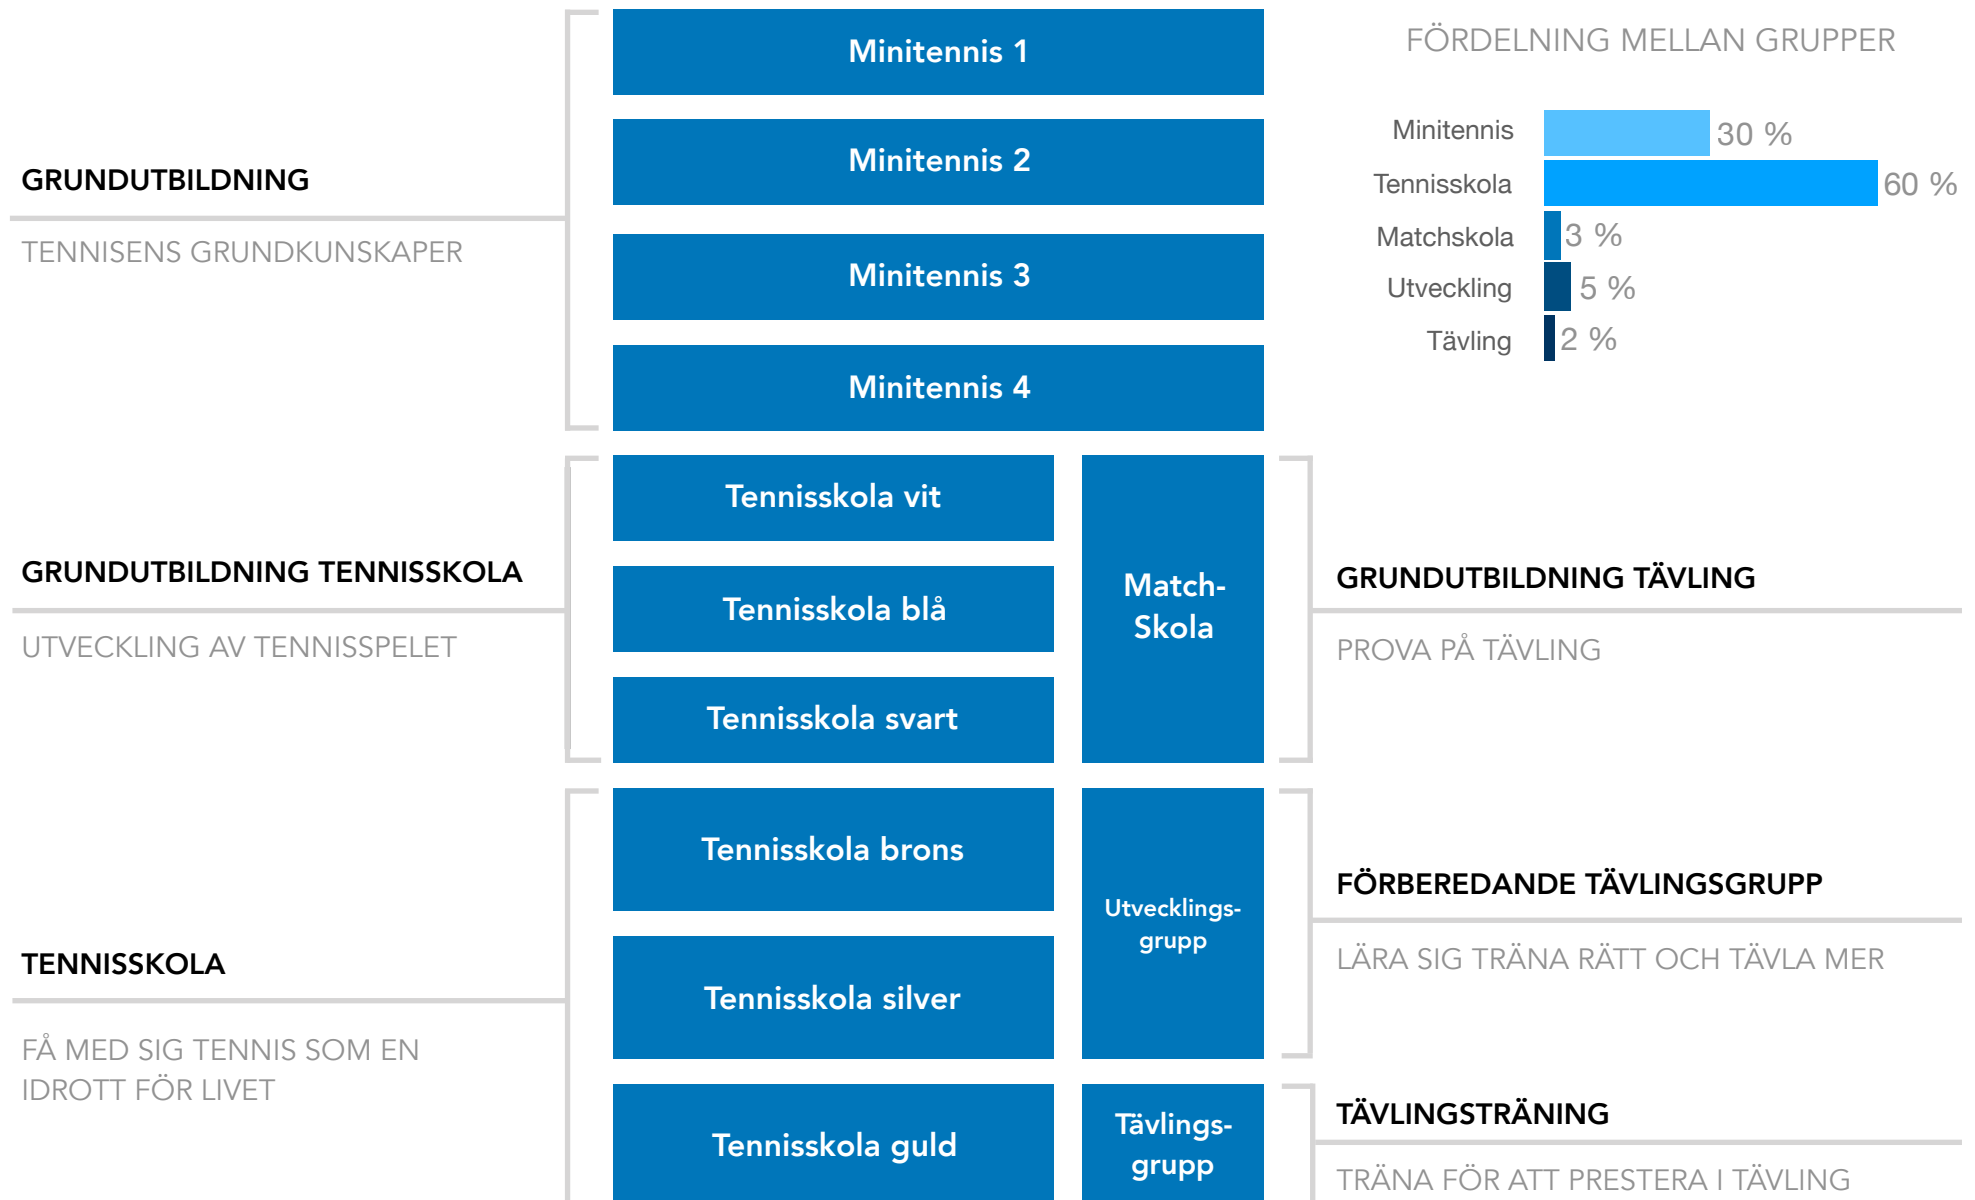 Minitennis 1
Minitennis 2
GRUNDUTBILDNING
TENNISENS GRUNDKUNSKAPER
Minitennis 3
Minitennis 4
FÖRDELNING MELLAN GRUPPER
Minitennis 30 %
Tennisskola 60 %
Matchskola 3 %
Utveckling 5 %
Tävling 2 %
Tennisskola vit
GRUNDUTBILDNING TENNISSKOLA
UTVECKLING AV TENNISSPELET
Tennisskola blå
Tennisskola svart
Match-
Skola
GRUNDUTBILDNING TÄVLING
PROVA PÅ TÄVLING
Tennisskola brons
Tennisskola silver
TENNISSKOLA
FÅ MED SIG TENNIS SOM EN
IDROTT FÖR LIVET
Tennisskola guld
Utvecklings-
grupp
FÖRBEREDANDE TÄVLINGSGRUPP
LÄRA SIG TRÄNA RÄTT OCH TÄVLA MER
Tävlings-
grupp
TÄVLINGSTRÄNING
TRÄNA FÖR ATT PRESTERA I TÄVLING